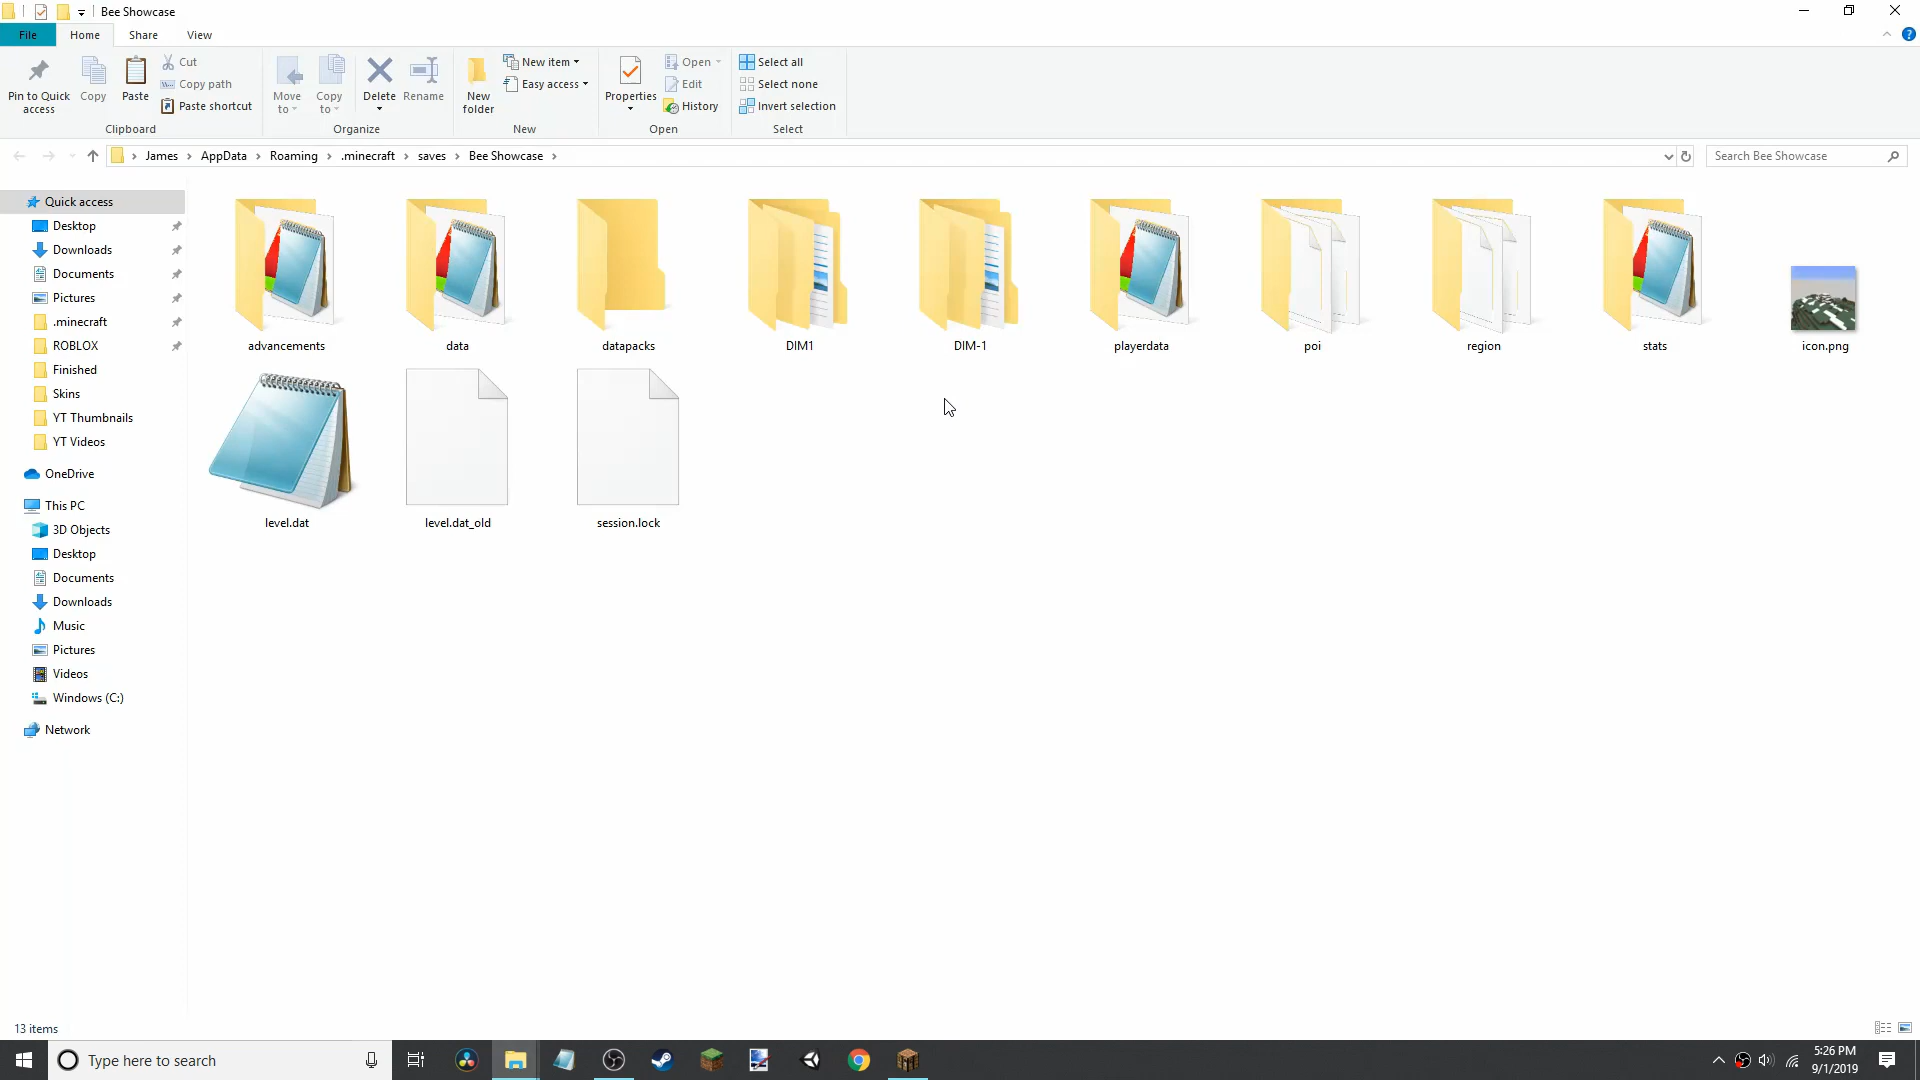 Bee Showcase
File Home Share View
Pin to Quick access
Copy
Paste
Cut
Copy path
Paste shortcut
Clipboard
Move to
Copy to
Delete
Rename
Organize
New folder
New item
Easy access
New
Properties
Open
Edit
History
Open
Select all
Select none
Invert selection
Select
James › AppData › Roaming › .minecraft › saves › Bee Showcase ›
Search Bee Showcase
Quick access
Desktop
Downloads
Documents
Pictures
.minecraft
ROBLOX
Finished
Skins
YT Thumbnails
YT Videos
OneDrive
This PC
3D Objects
Desktop
Documents
Downloads
Music
Pictures
Videos
Windows (C:)
Network
advancements data datapacks DIM1 DIM-1 playerdata poi region stats icon.png
level.dat level.dat_old session.lock
13 items
Type here to search
5:26 PM
9/1/2019